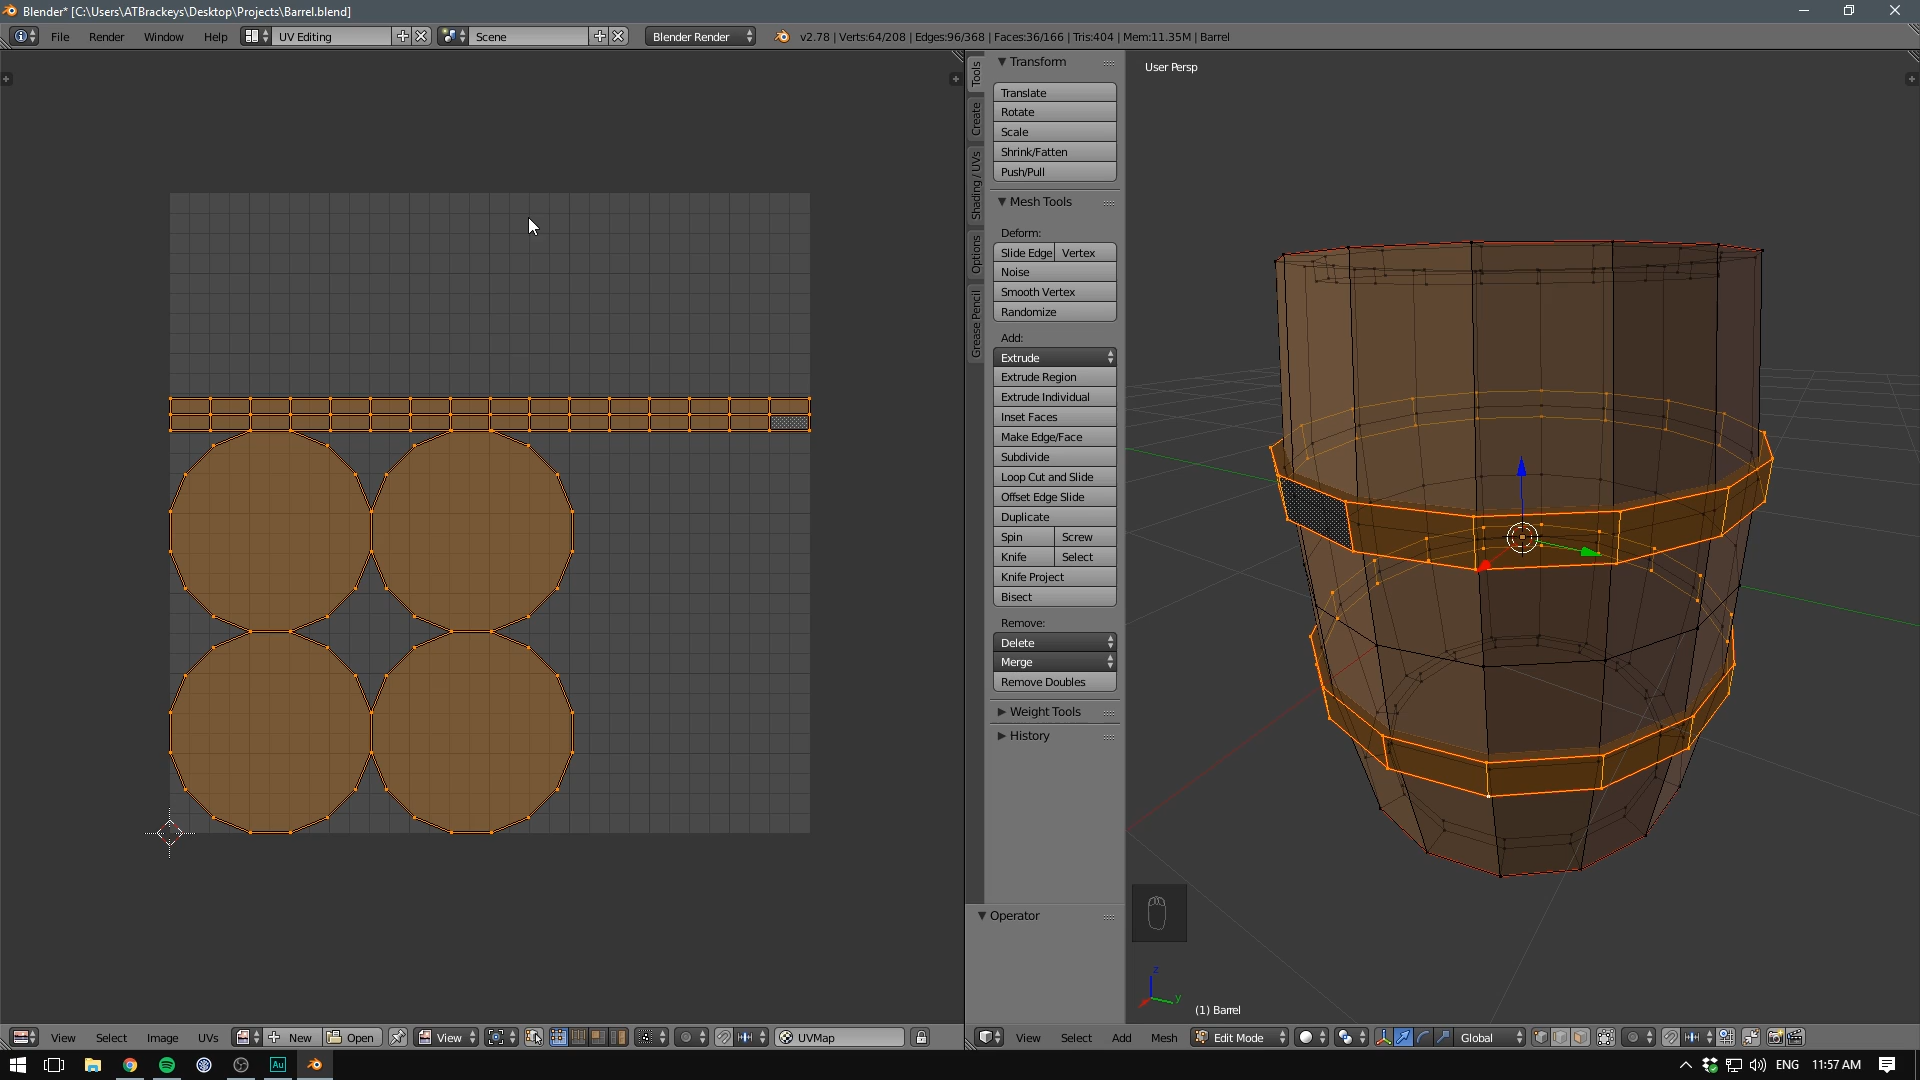 Blender* [C:\Users\ATBrackeys\Desktop\Projects\Barrel.blend]
File Render Window Help UV Editing Scene Blender Render v2.78 | Verts:64/208 | Edges:96/368 | Faces:36/166 | Tris:404 | Mem:11.35M | Barrel
Tools
Create
Shading / UVs
Options
Grease Pencil
Transform
Translate
Rotate
Scale
Shrink/Fatten
Push/Pull
Mesh Tools
Deform:
Slide Edge Vertex
Noise
Smooth Vertex
Randomize
Add:
Extrude
Extrude Region
Extrude Individual
Inset Faces
Make Edge/Face
Subdivide
Loop Cut and Slide
Offset Edge Slide
Duplicate
Spin Screw
Knife Select
Knife Project
Bisect
Remove:
Delete
Merge
Remove Doubles
Weight Tools
History
Operator
User Persp
z
y
(1) Barrel
View Select Image UVs New Open View UVMap
View Select Add Mesh Edit Mode Global
Au ENG 11:57 AM